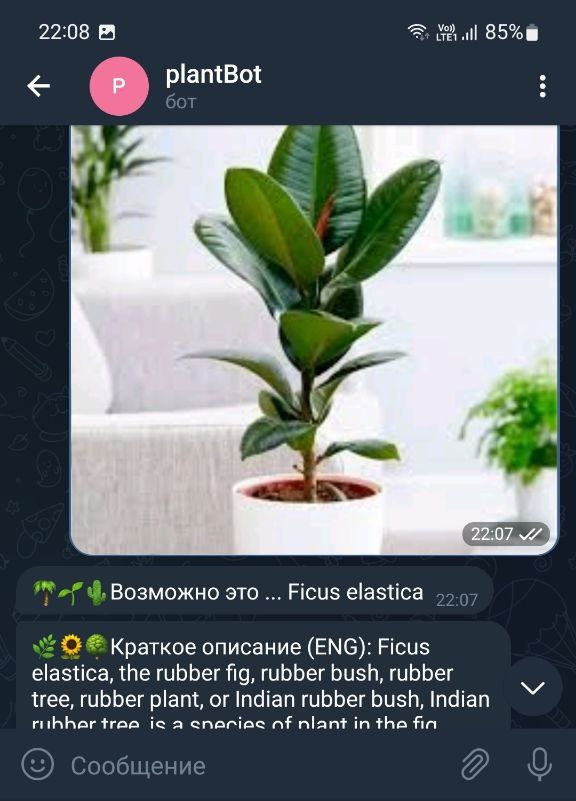 22:08
Vo))
LTE1
85%
P
plantBot
бот
22:07
Возможно это ... Ficus elastica 22:07
Краткое описание (ENG): Ficus
elastica, the rubber fig, rubber bush, rubber
tree, rubber plant, or Indian rubber bush, Indian
rubber tree, is a species of plant in the fig
Сообщение